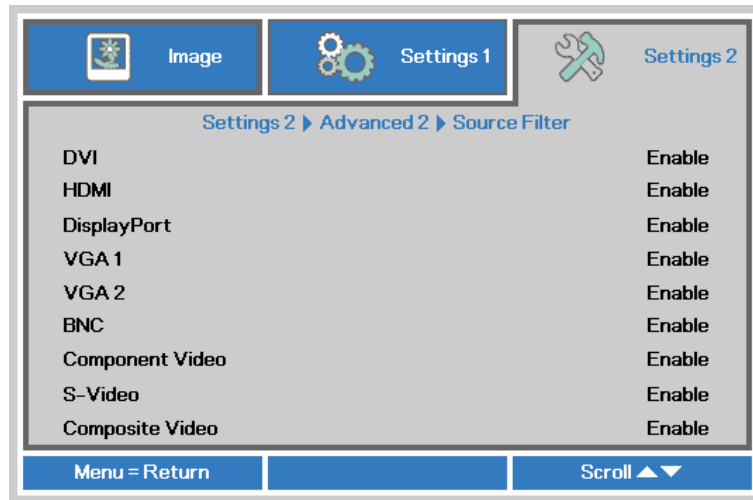 Image Settings 1 Settings 2
Settings 2 ▶ Advanced 2 ▶ Source Filter
DVI Enable
HDMI Enable
DisplayPort Enable
VGA 1 Enable
VGA 2 Enable
BNC Enable
Component Video Enable
S-Video Enable
Composite Video Enable
Menu = Return Scroll ▲▼